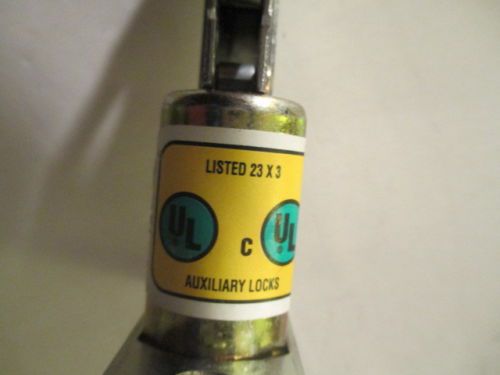 LISTED 23 X 3
UL C UL
AUXILIARY LOCKS